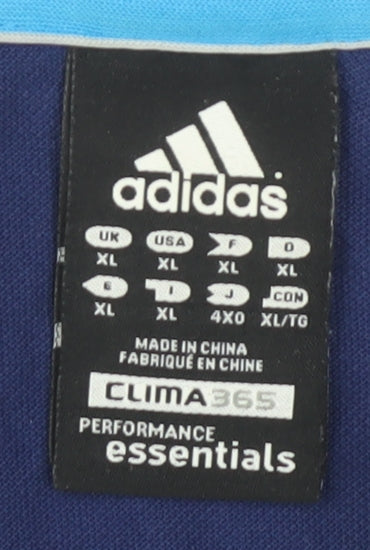 adidas
UK USA F D
XL XL XL XL
E I J CDN
XL XL 4XO XL/TG
MADE IN CHINA
FABRIQUÉ EN CHINE
CLIMA365
PERFORMANCE
essentials